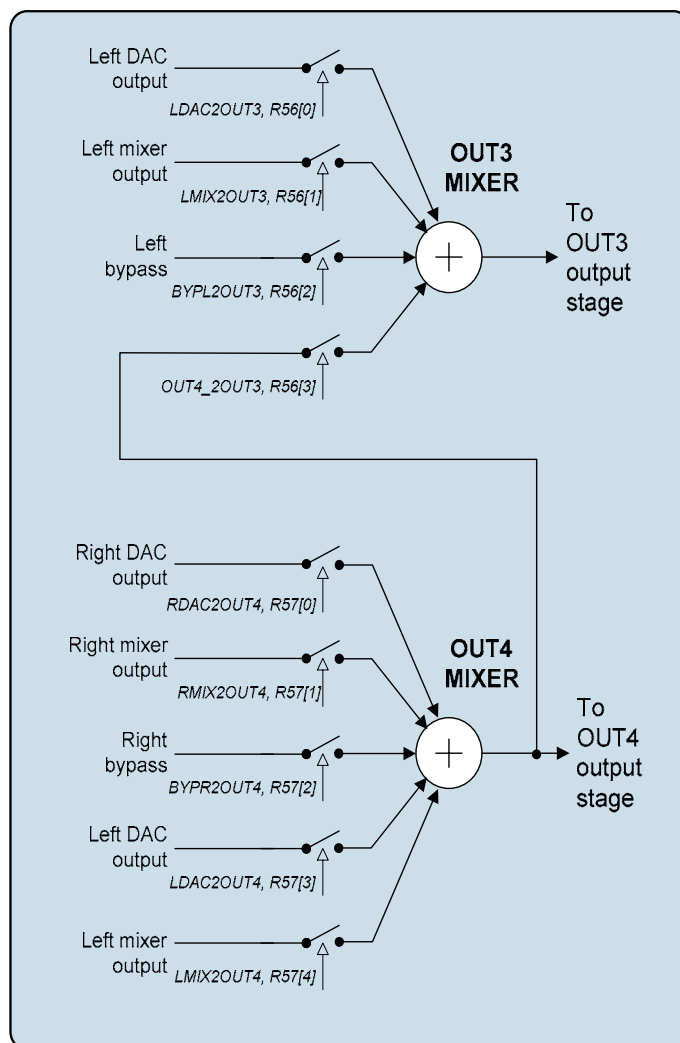 Left DAC
output
LDAC2OUT3, R56[0]
Left mixer
output
LMIX2OUT3, R56[1]
OUT3
MIXER
Left
bypass
BYPL2OUT3, R56[2]
To
OUT3
output
stage
OUT4_2OUT3, R56[3]
Right DAC
output
RDAC2OUT4, R57[0]
Right mixer
output
RMIX2OUT4, R57[1]
OUT4
MIXER
Right
bypass
BYPR2OUT4, R57[2]
To
OUT4
output
stage
Left DAC
output
LDAC2OUT4, R57[3]
Left mixer
output
LMIX2OUT4, R57[4]